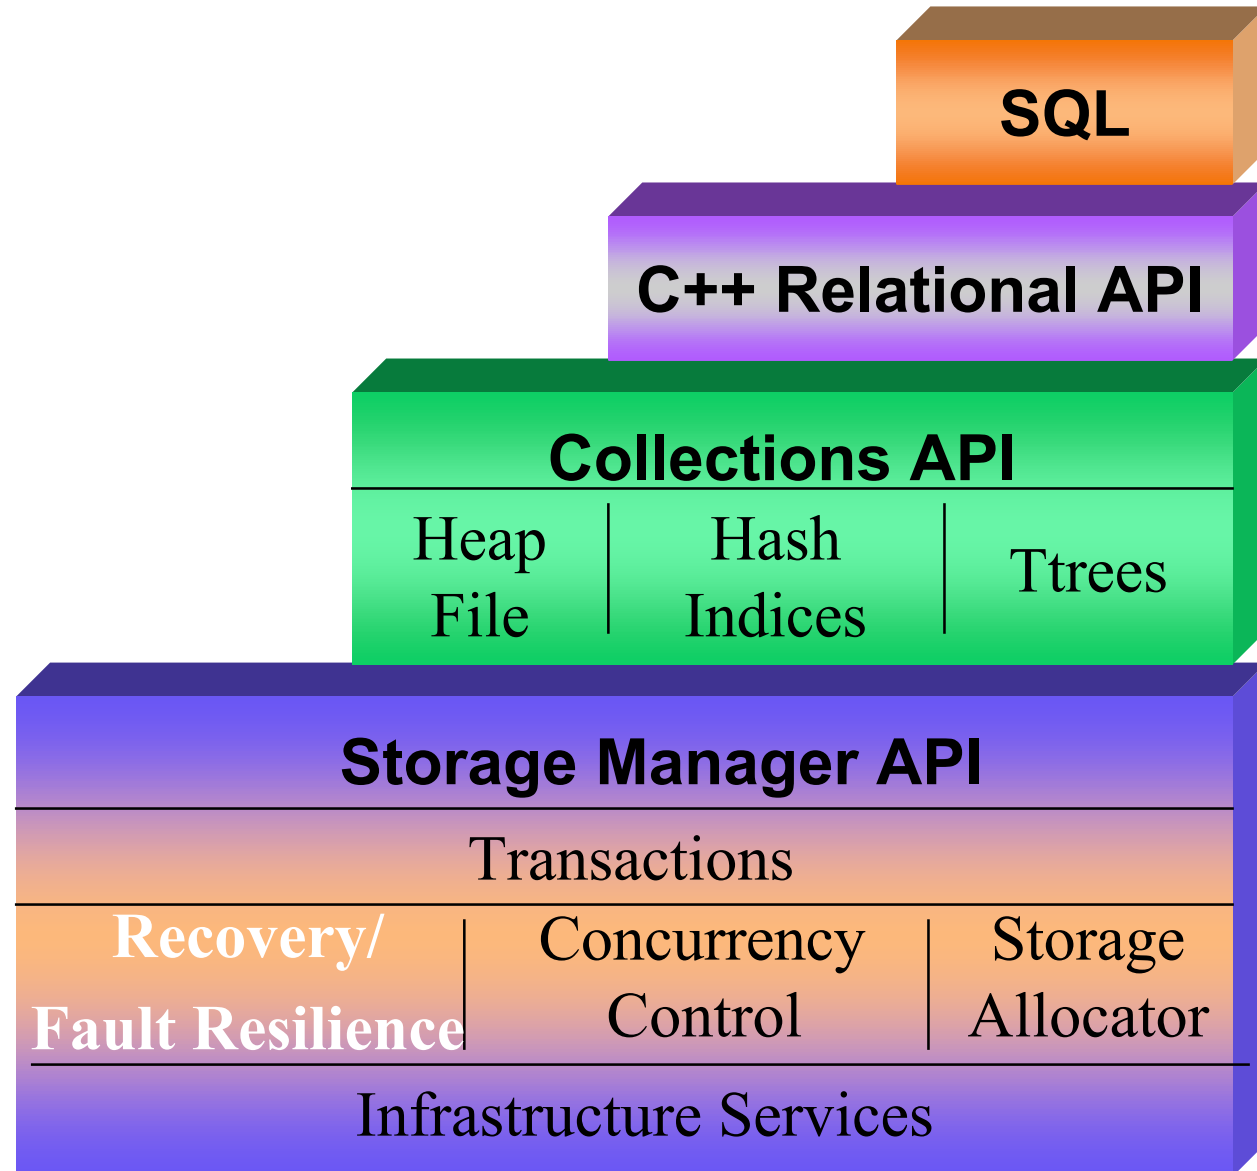 SQL
C++ Relational API
Collections API
Heap
File
Hash
Indices
Ttrees
Storage Manager API
Transactions
Recovery/
Fault Resilience
Concurrency
Control
Storage
Allocator
Infrastructure Services